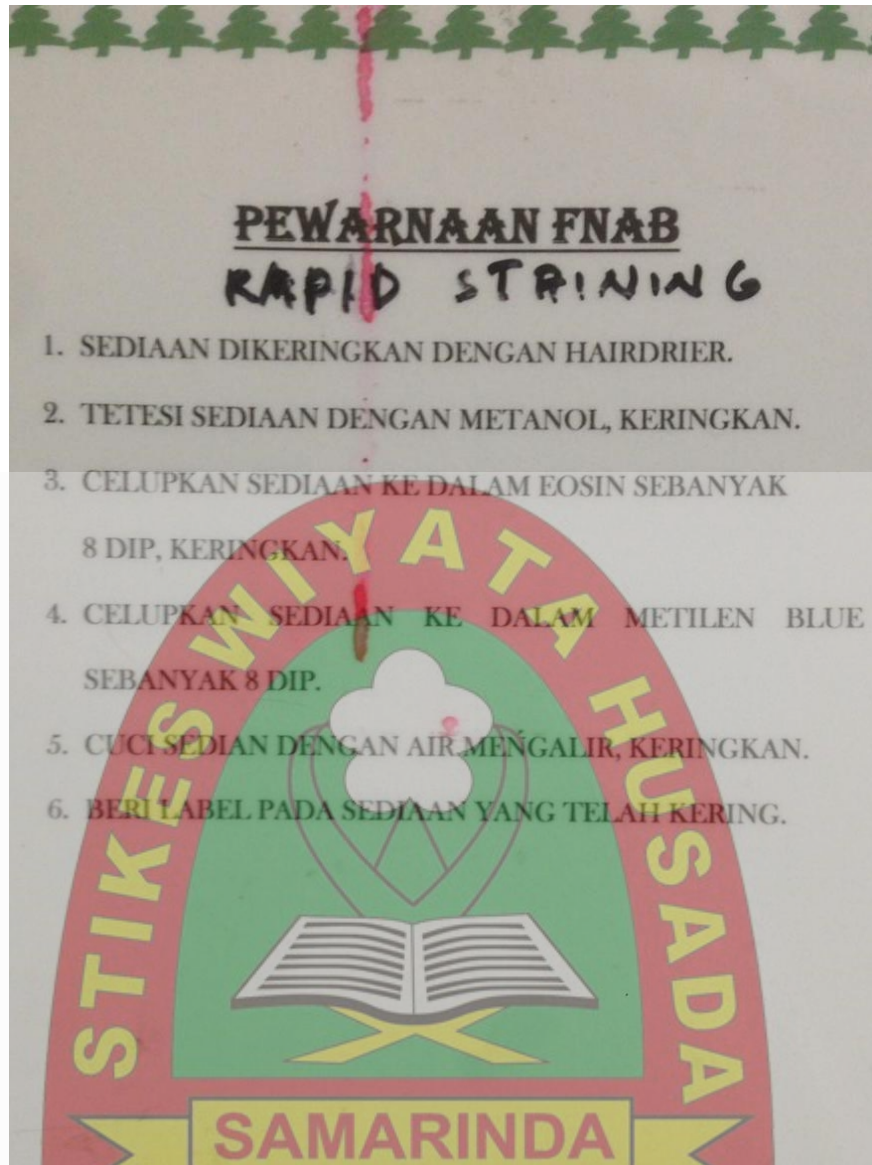 PEWARNAAN FNAB
RAPID STAINING
1. SEDIAAN DIKERINGKAN DENGAN HAIRDRIER.
2. TETESI SEDIAAN DENGAN METANOL, KERINGKAN.
3. CELUPKAN SEDIAAN KE DALAM EOSIN SEBANYAK
8 DIP, KERINGKAN.
4. CELUPKAN SEDIAAN KE DALAM METILEN BLUE
SEBANYAK 8 DIP.
5. CUCI SEDIAN DENGAN AIR MENGALIR, KERINGKAN.
6. BERI LABEL PADA SEDIAAN YANG TELAH KERING.
STIKES WIYATA HUSADA
SAMARINDA